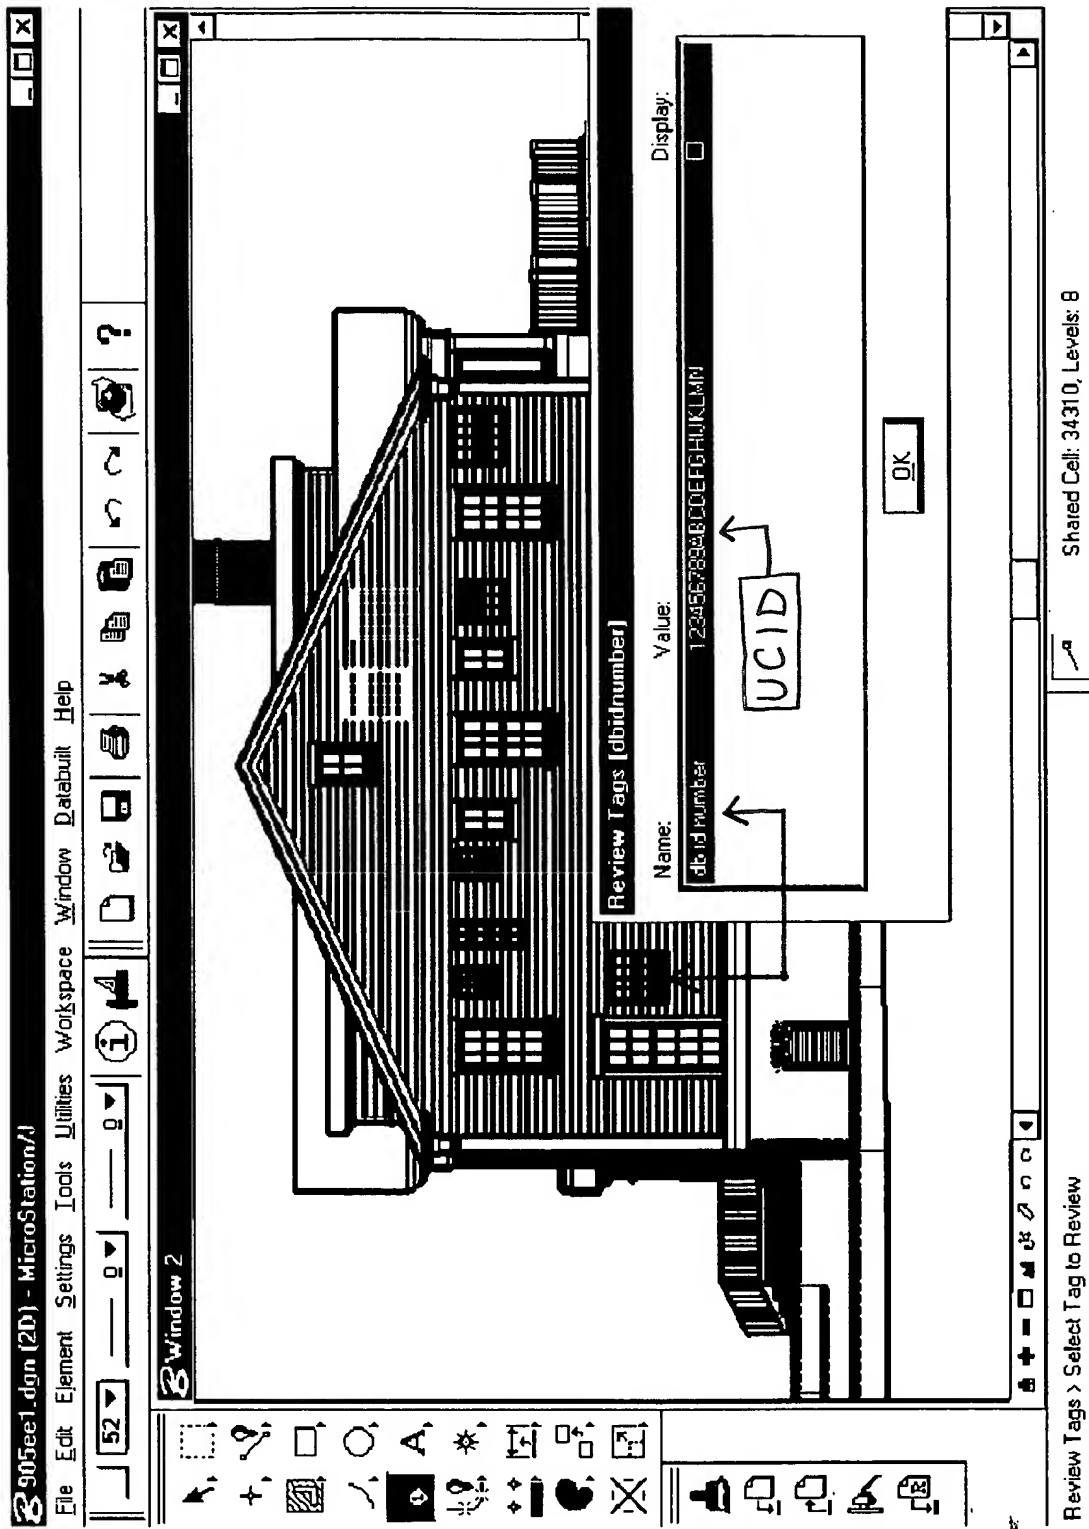 905ee1.dgn (2D) - MicroStation/J
File Edit Element Settings Tools Utilities Workspace Window Databuilt Help
52 0 0
Window 2
Review Tags [dbidnumber]
Name: Value: Display:
dbid number 123456789ABCDEFGHIJKLMN
UCID
OK
Review Tags > Select Tag to Review
Shared Cell: 34310, Levels: 8